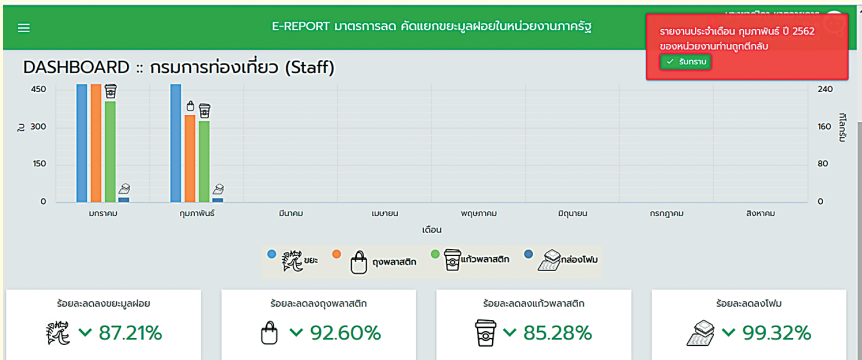 E-REPORT มาตรการลด คัดแยกขยะมูลฝอยในหน่วยงานภาครัฐ
รายงานประจำเดือน กุมภาพันธ์ ปี 2562
ของหน่วยงานท่านถูกตีกลับ
รับทราบ
DASHBOARD :: กรมการท่องเที่ยว (Staff)
450
300
150
0
ใบ
240
160
80
0
กิโลกรัม
มกราคม กุมภาพันธ์ มีนาคม เมษายน พฤษภาคม มิถุนายน กรกฎาคม สิงหาคม
เดือน
ขยะ ถุงพลาสติก แก้วพลาสติก กล่องโฟม
ร้อยละลดลงขยะมูลฝอย
87.21%
ร้อยละลดลงถุงพลาสติก
92.60%
ร้อยละลดลงแก้วพลาสติก
85.28%
ร้อยละลดลงโฟม
99.32%